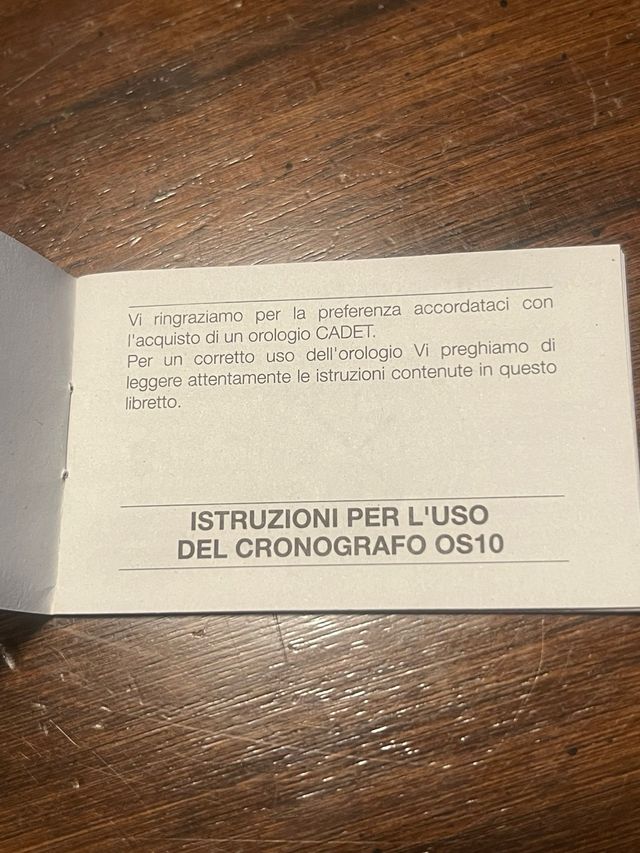 Vi ringraziamo per la preferenza accordataci con
l'acquisto di un orologio CADET.
Per un corretto uso dell'orologio Vi preghiamo di
leggere attentamente le istruzioni contenute in questo
libretto.
ISTRUZIONI PER L'USO
DEL CRONOGRAFO OS10